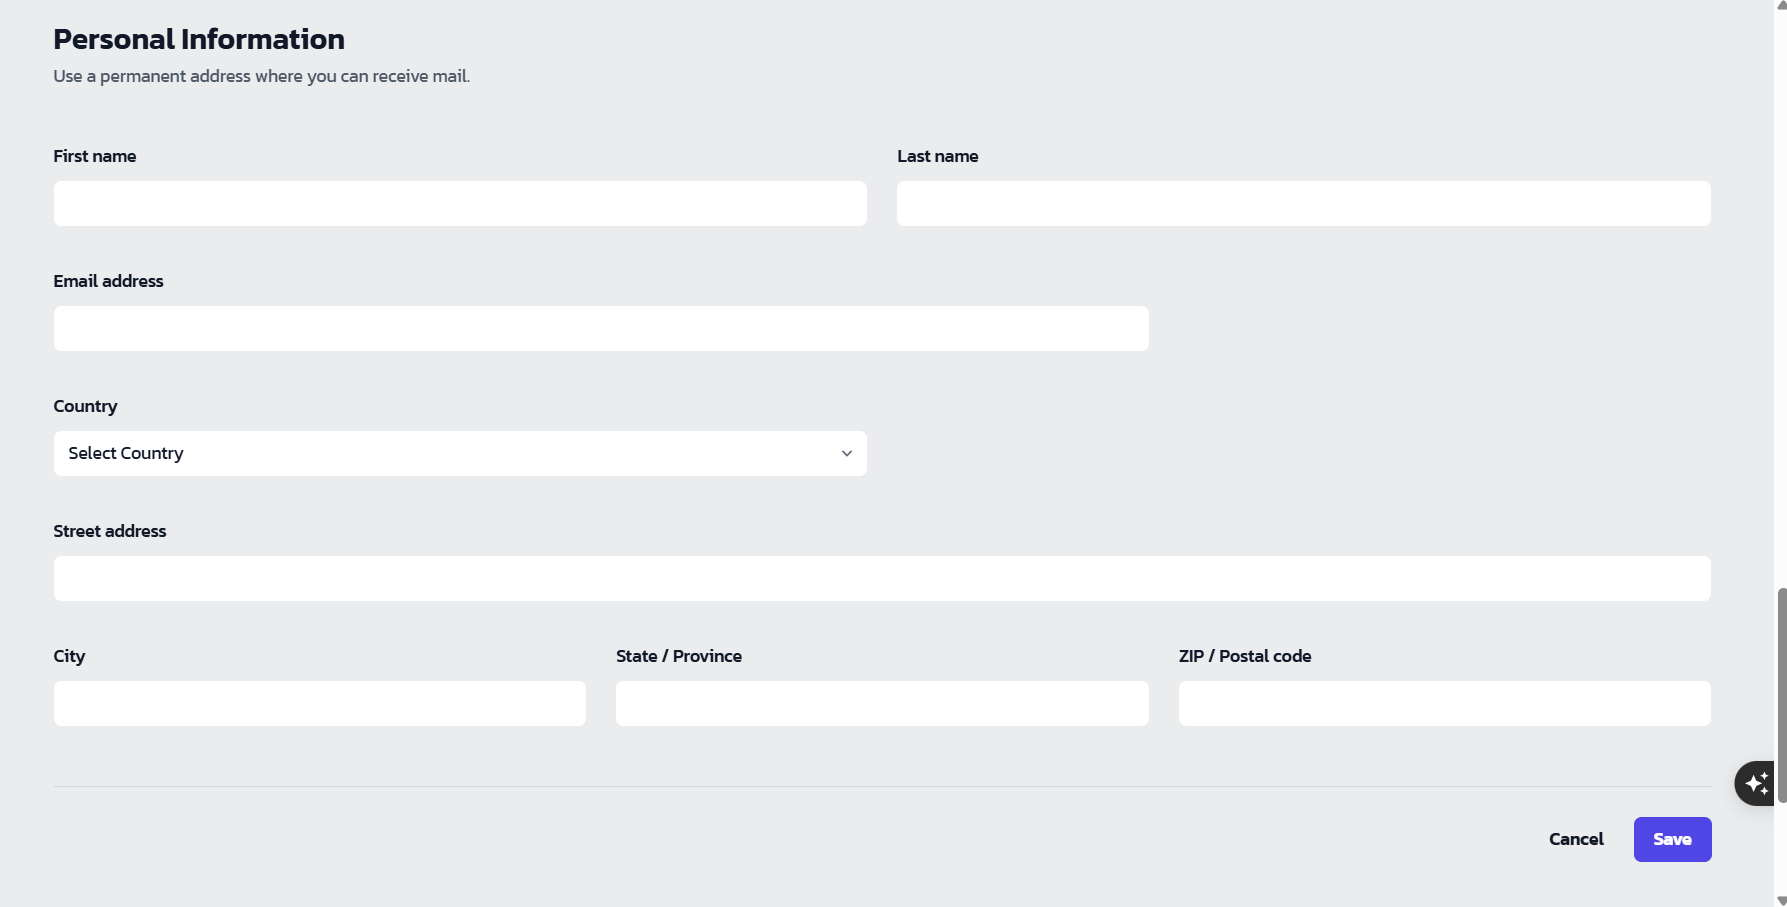 Personal Information
Use a permanent address where you can receive mail.
First name
Last name
Email address
Country
Select Country
Street address
City
State / Province
ZIP / Postal code
Cancel
Save